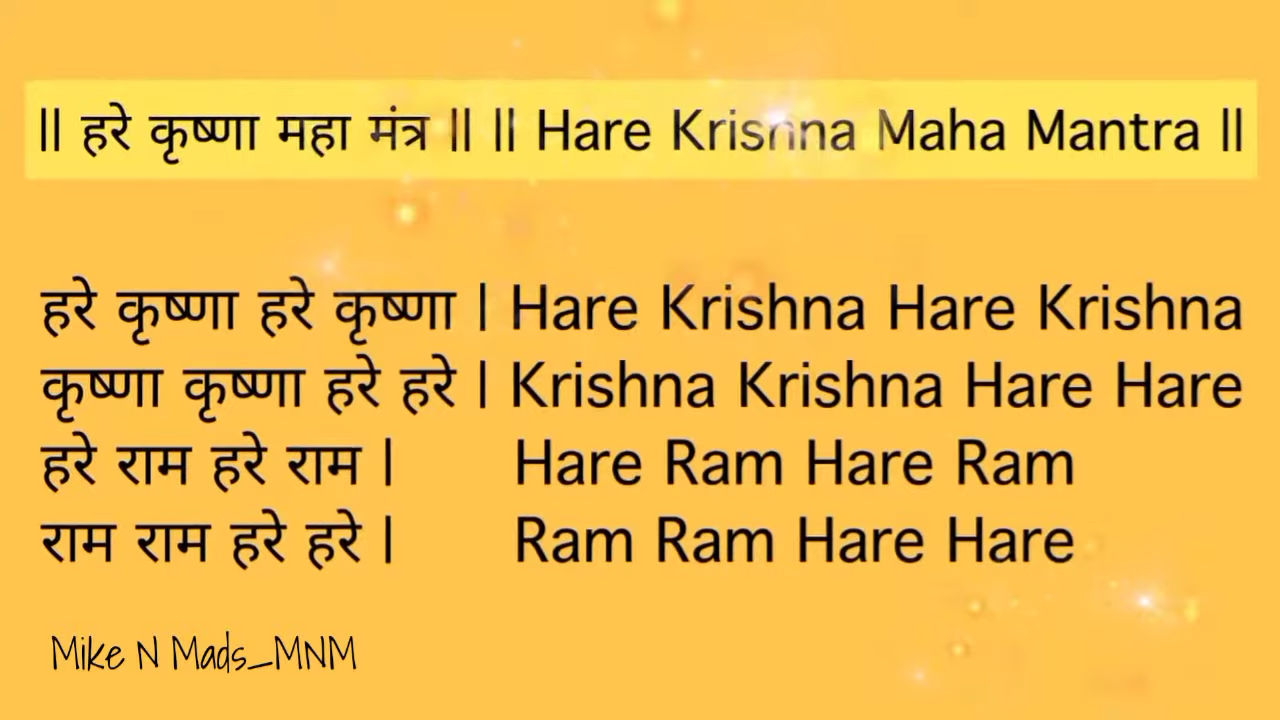 || हरे कृष्णा महा मंत्र || || Hare Krishna Maha Mantra ||
हरे कृष्णा हरे कृष्णा | Hare Krishna Hare Krishna
कृष्णा कृष्णा हरे हरे | Krishna Krishna Hare Hare
हरे राम हरे राम | Hare Ram Hare Ram
राम राम हरे हरे | Ram Ram Hare Hare
Mike N Mads_MNM